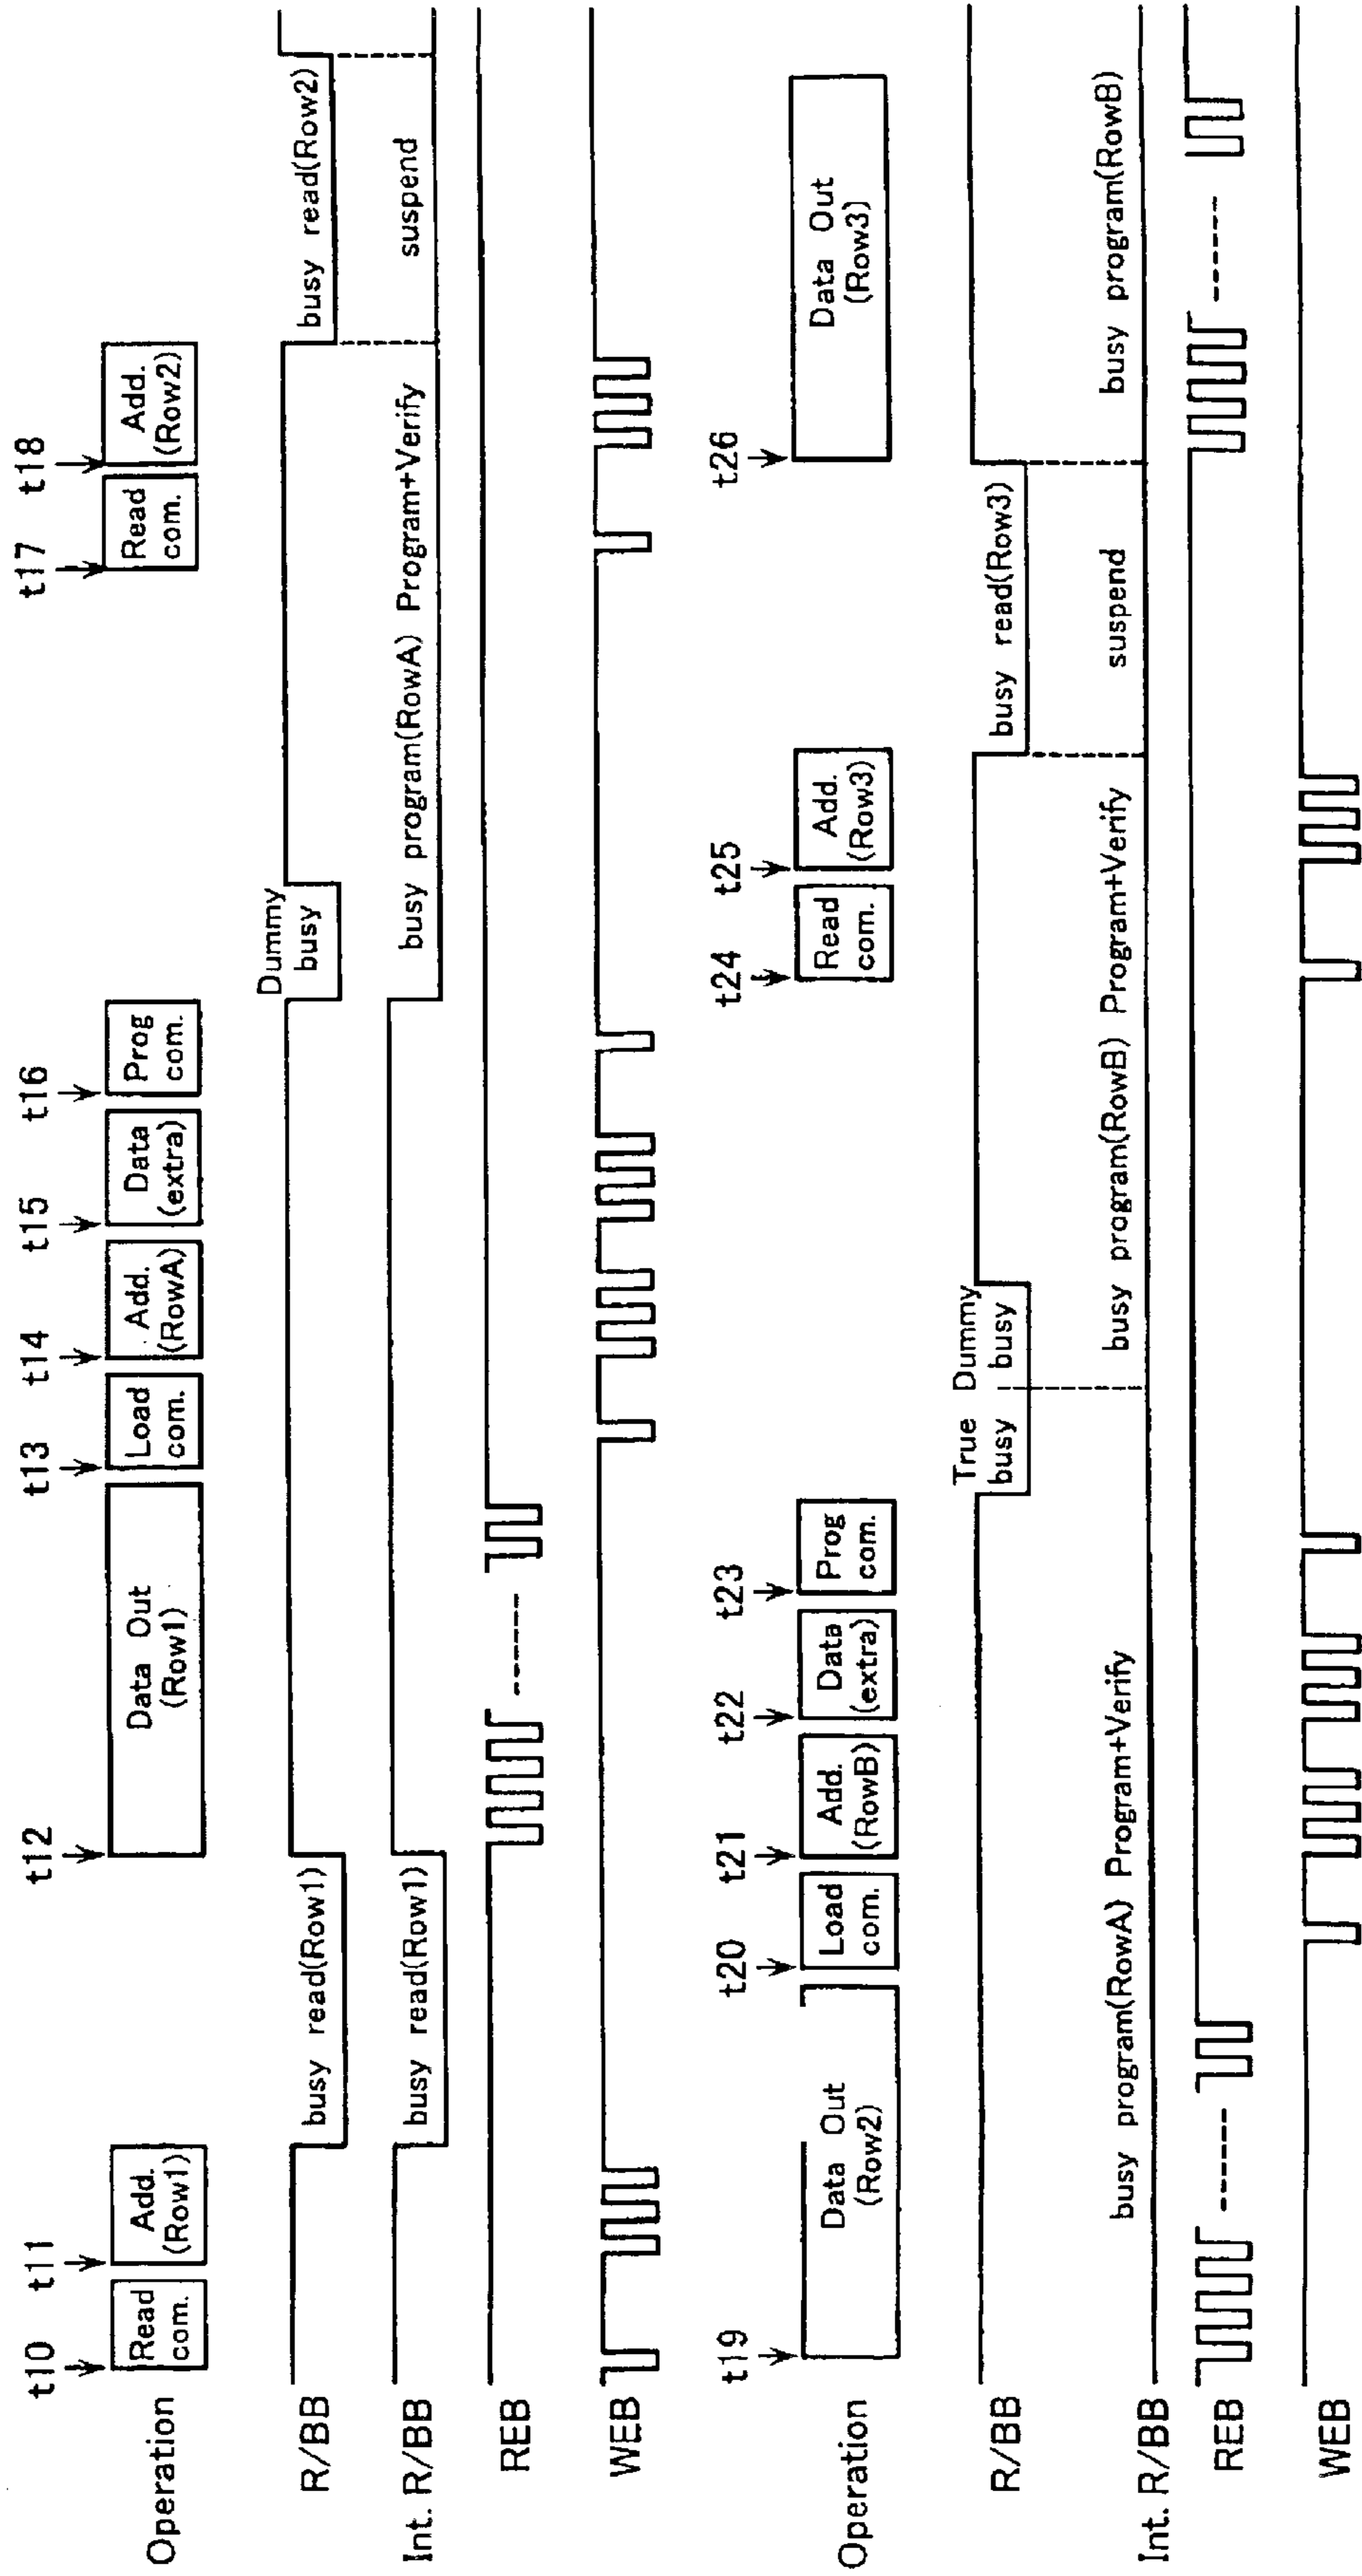 t10 t11 t12 t13 t14 t15 t16 t17 t18
Operation
Read
com.
Add.
(Row1)
Data Out
(Row1)
Load
com.
Add.
(RowA)
Data
(extra)
Prog
com.
Read
com.
Add.
(Row2)
R/BB
busy read(Row1)
Dummy
busy
busy read(Row2)
Int. R/BB
busy read(Row1)
busy program(RowA) Program+Verify
suspend
REB
WEB
t19 t20 t21 t22 t23 t24 t25 t26
Operation
Data Out
(Row2)
Load
com.
Add.
(RowB)
Data
(extra)
Prog
com.
Read
com.
Add.
(Row3)
Data Out
(Row3)
R/BB
True Dummy
busy busy
busy read(Row3)
Int. R/BB
busy program(RowA) Program+Verify
busy program(RowB) Program+Verify
suspend
busy program(RowB)
REB
WEB